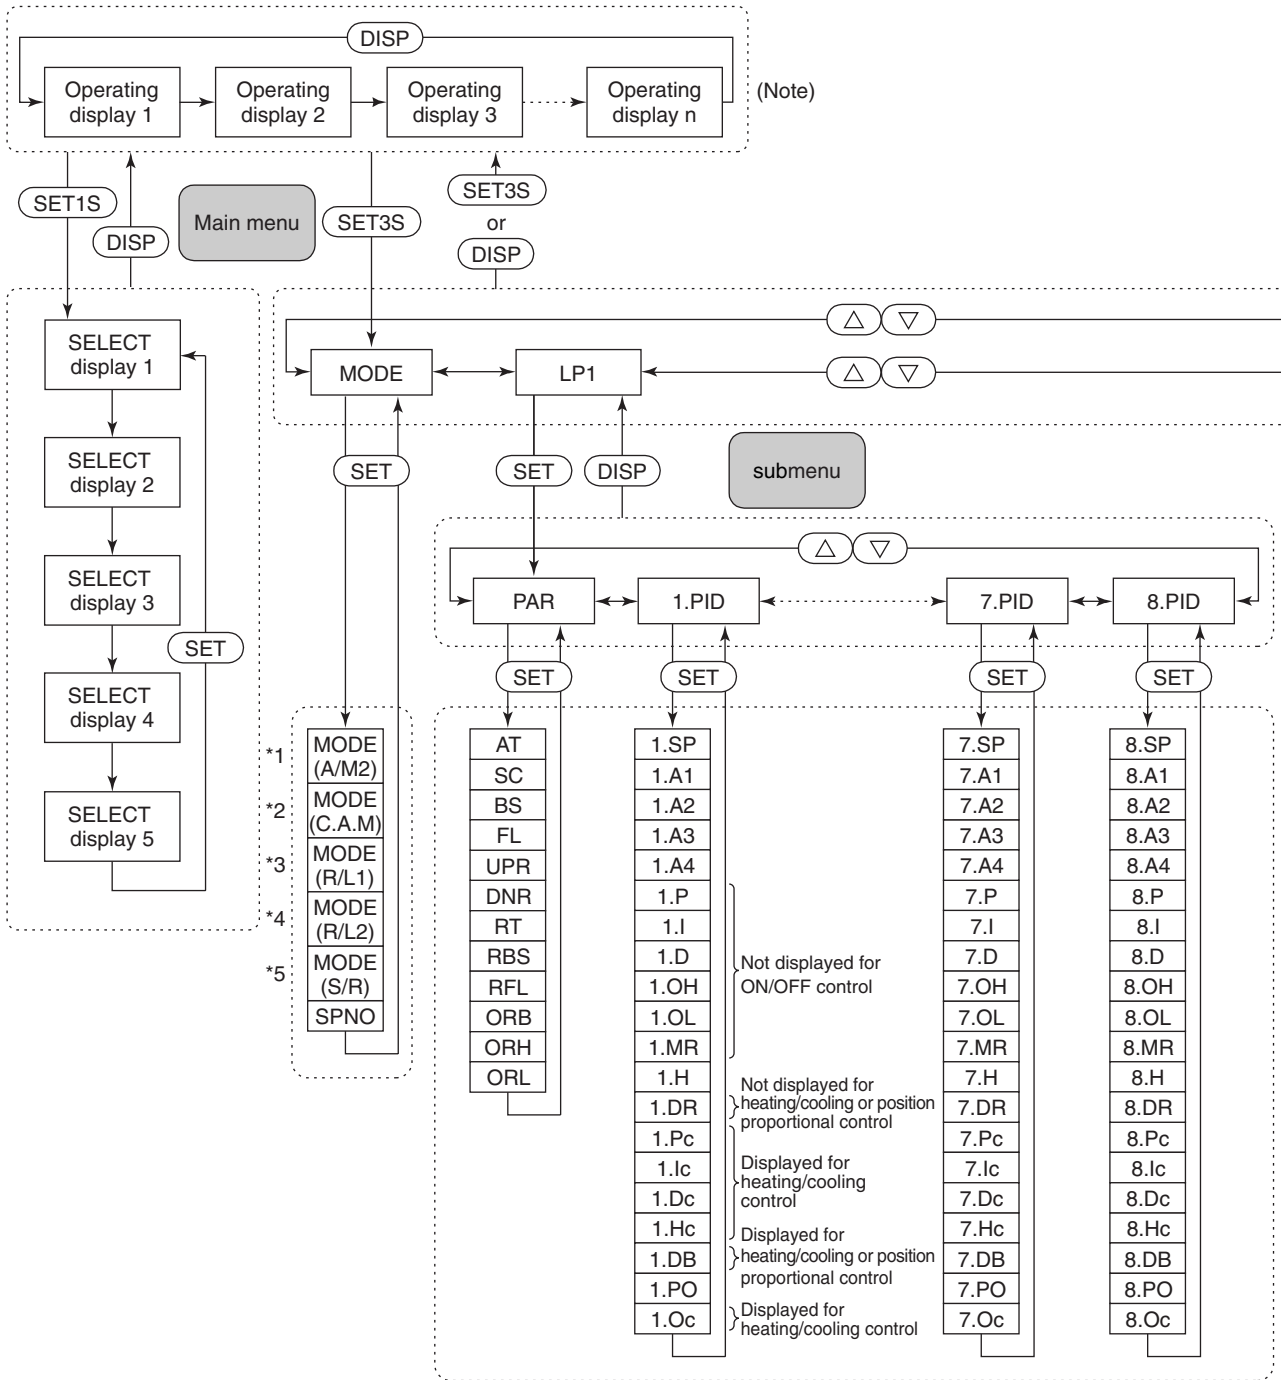 DISP
Operating
display 1
Operating
display 2
Operating
display 3
Operating
display n
(Note)
SET1S
DISP
Main menu
SET3S
SET3S
or
DISP
SELECT
display 1
SELECT
display 2
SELECT
display 3
SELECT
display 4
SELECT
display 5
SET
MODE
LP1
△ ▽
△ ▽
SET
SET
DISP
submenu
△ ▽
PAR
1.PID
7.PID
8.PID
SET
SET
SET
SET
*1
MODE
(A/M2)
*2
MODE
(C.A.M)
*3
MODE
(R/L1)
*4
MODE
(R/L2)
*5
MODE
(S/R)
SPNO
AT
SC
BS
FL
UPR
DNR
RT
RBS
RFL
ORB
ORH
ORL
1.SP
1.A1
1.A2
1.A3
1.A4
1.P
1.I
1.D
1.OH
1.OL
1.MR
1.H
1.DR
1.Pc
1.Ic
1.Dc
1.Hc
1.DB
1.PO
1.Oc
Not displayed for
ON/OFF control
Not displayed for
heating/cooling or position
proportional control
Displayed for
heating/cooling
control
Displayed for
heating/cooling or position
proportional control
Displayed for
heating/cooling control
7.SP
7.A1
7.A2
7.A3
7.A4
7.P
7.I
7.D
7.OH
7.OL
7.MR
7.H
7.DR
7.Pc
7.Ic
7.Dc
7.Hc
7.DB
7.PO
7.Oc
8.SP
8.A1
8.A2
8.A3
8.A4
8.P
8.I
8.D
8.OH
8.OL
8.MR
8.H
8.DR
8.Pc
8.Ic
8.Dc
8.Hc
8.DB
8.PO
8.Oc